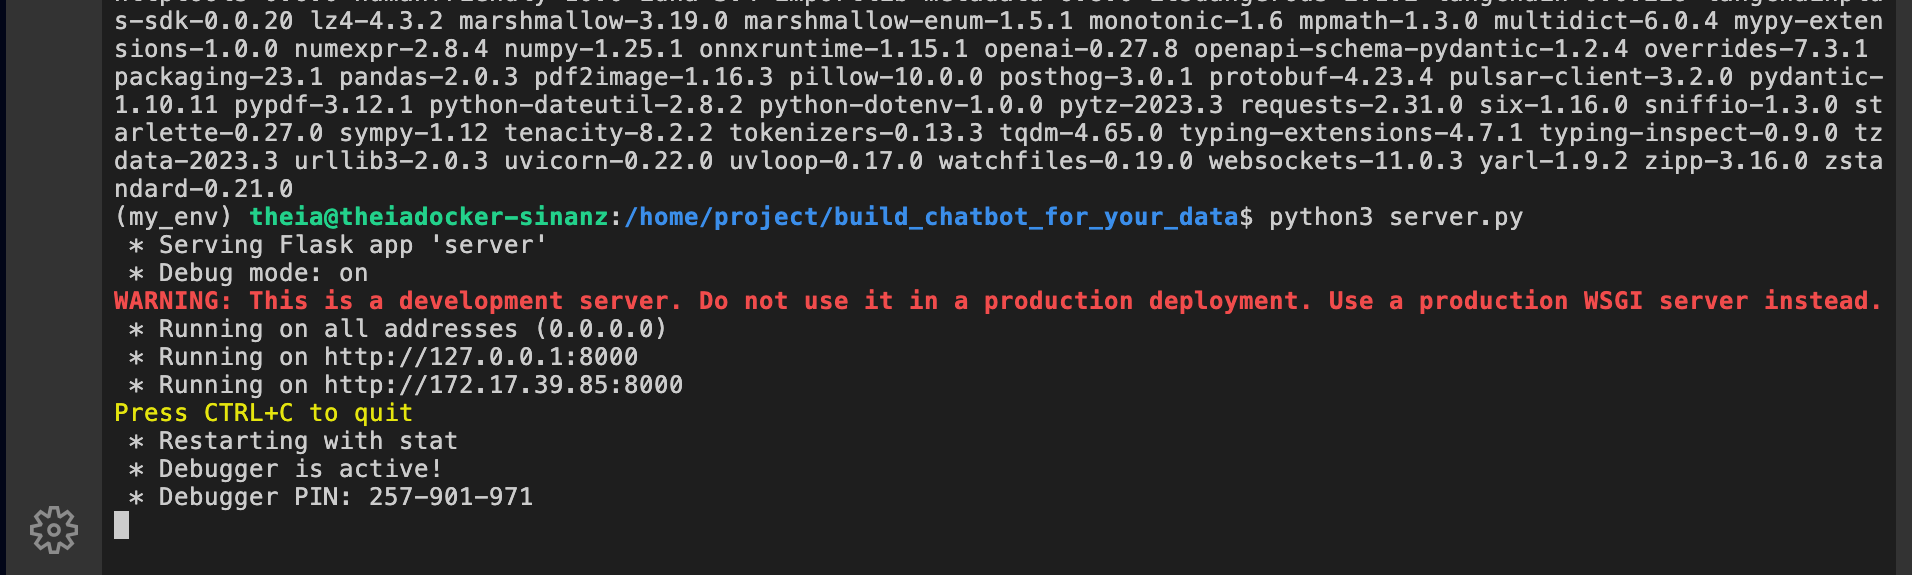 s-sdk-0.0.20 lz4-4.3.2 marshmallow-3.19.0 marshmallow-enum-1.5.1 monotonic-1.6 mpmath-1.3.0 multidict-6.0.4 mypy-exten
sions-1.0.0 numexpr-2.8.4 numpy-1.25.1 onnxruntime-1.15.1 openai-0.27.8 openapi-schema-pydantic-1.2.4 overrides-7.3.1
packaging-23.1 pandas-2.0.3 pdf2image-1.16.3 pillow-10.0.0 posthog-3.0.1 protobuf-4.23.4 pulsar-client-3.2.0 pydantic-
1.10.11 pypdf-3.12.1 python-dateutil-2.8.2 python-dotenv-1.0.0 pytz-2023.3 requests-2.31.0 six-1.16.0 sniffio-1.3.0 st
arlette-0.27.0 sympy-1.12 tenacity-8.2.2 tokenizers-0.13.3 tqdm-4.65.0 typing-extensions-4.7.1 typing-inspect-0.9.0 tz
data-2023.3 urllib3-2.0.3 uvicorn-0.22.0 uvloop-0.17.0 watchfiles-0.19.0 websockets-11.0.3 yarl-1.9.2 zipp-3.16.0 zsta
ndard-0.21.0
(my_env) theia@theiadocker-sinanz:/home/project/build_chatbot_for_your_data$ python3 server.py
 * Serving Flask app 'server'
 * Debug mode: on
WARNING: This is a development server. Do not use it in a production deployment. Use a production WSGI server instead.
 * Running on all addresses (0.0.0.0)
 * Running on http://127.0.0.1:8000
 * Running on http://172.17.39.85:8000
Press CTRL+C to quit
 * Restarting with stat
 * Debugger is active!
 * Debugger PIN: 257-901-971